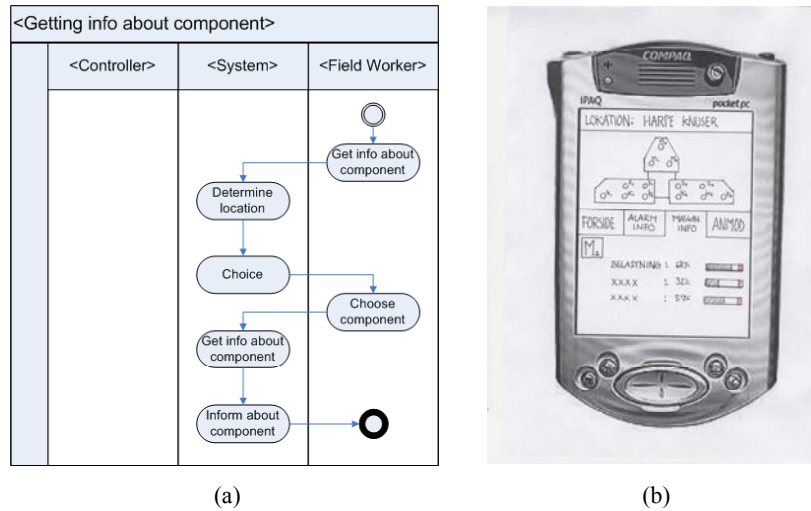 <Getting info about component>
<Controller>
<System>
<Field Worker>
Get info about
component
Determine
location
Choice
Choose
component
Get info about
component
Inform about
component
(a)
COMPAQ
iPAQ
pocket pc
LOKATION: HARPE KNUSER
FORSIDE
ALARM
INFO
MASKIN
INFO
ANMOD
BELASTNING :
XXXX :
XXXX :
(b)